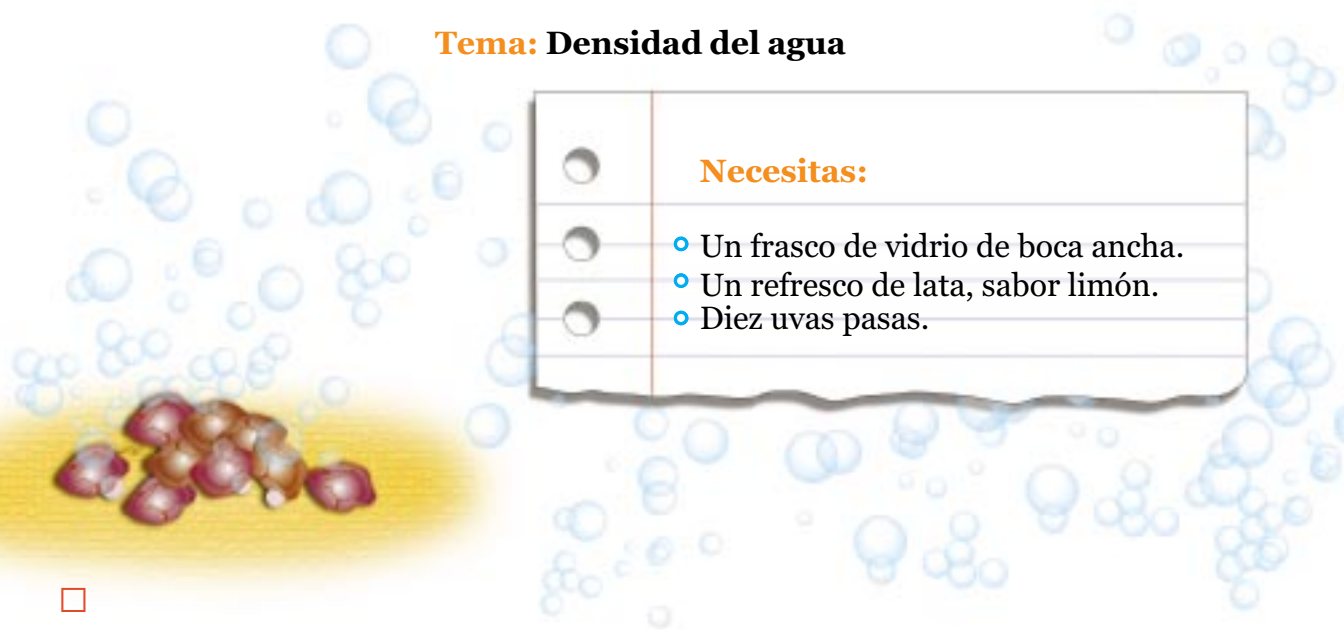 Tema: Densidad del agua
Necesitas:
Un frasco de vidrio de boca ancha.
Un refresco de lata, sabor limón.
Diez uvas pasas.